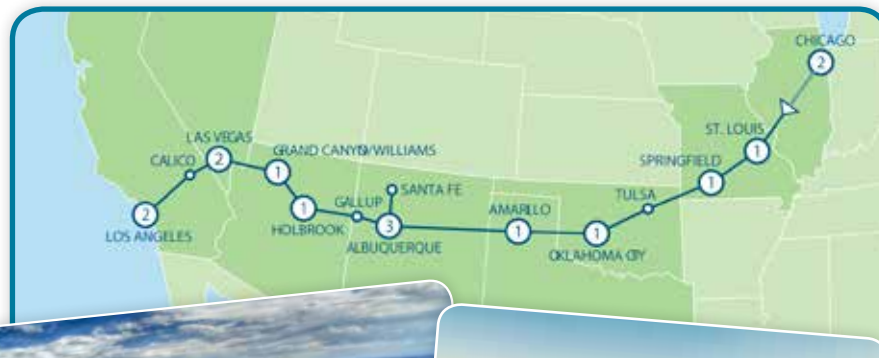 CHICAGO
2
ST. LOUIS
1
SPRINGFIELD
1
TULSA
OKLAHOMA CITY
1
AMARILLO
1
SANTA FE
ALBUQUERQUE
3
GALLUP
HOLBROOK
1
GRAND CANYN/WILLIAMS
1
LAS VEGAS
2
CALICO
LOS ANGELES
2